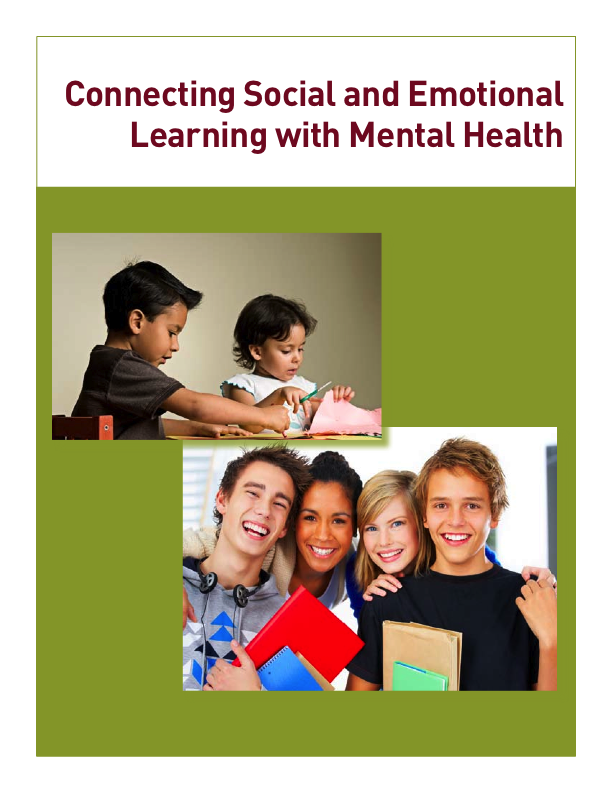 Connecting Social and Emotional
Learning with Mental Health